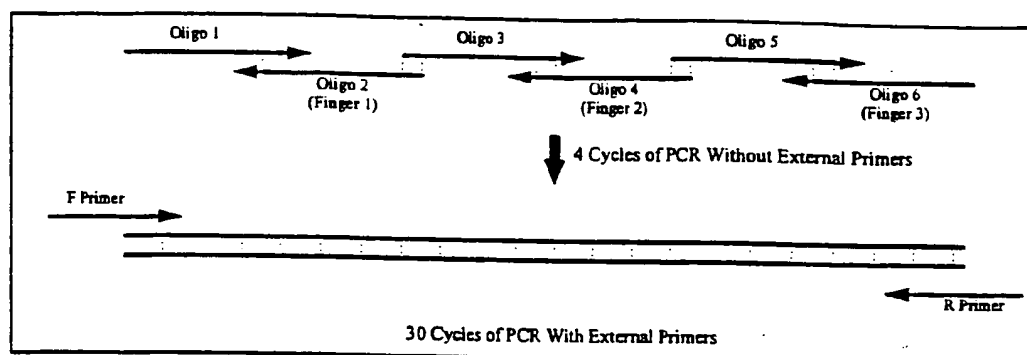 Oligo 1
Oligo 3
Oligo 5
Oligo 2
(Finger 1)
Oligo 4
(Finger 2)
Oligo 6
(Finger 3)
4 Cycles of PCR Without External Primers
F Primer
R Primer
30 Cycles of PCR With External Primers